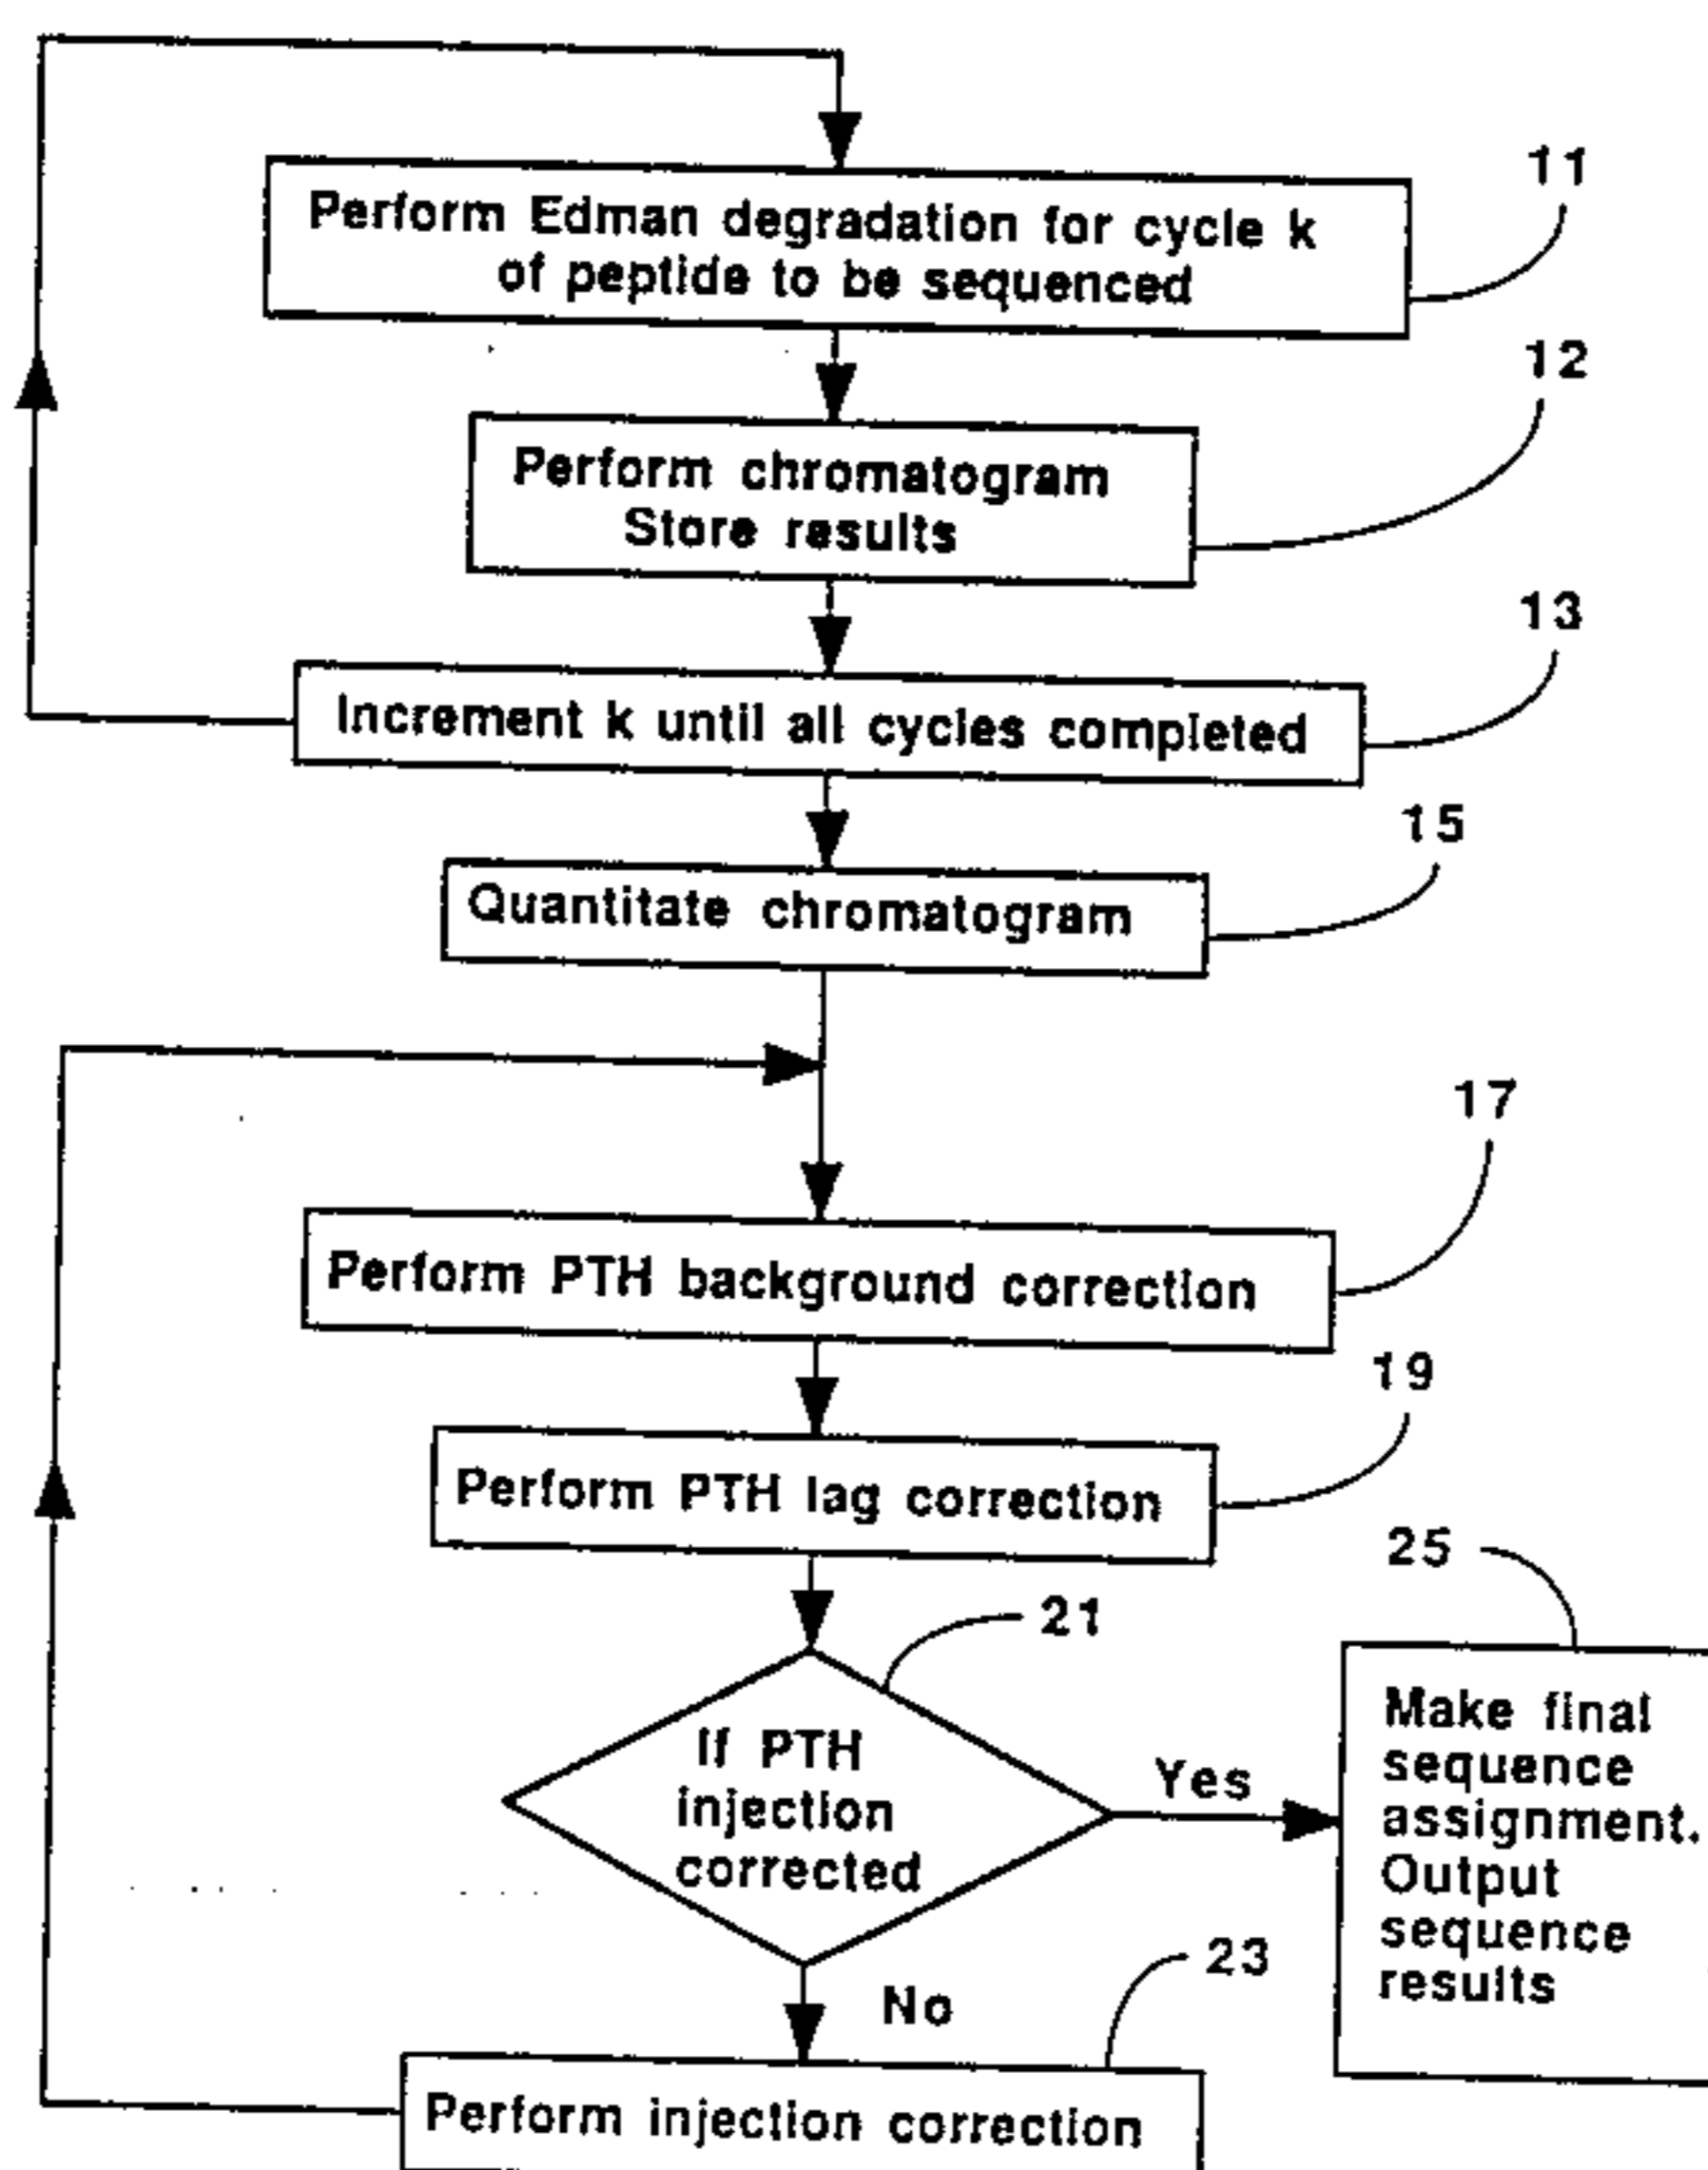 11
Perform Edman degradation for cycle k
of peptide to be sequenced
12
Perform chromatogram
Store results
13
Increment k until all cycles completed
15
Quantitate chromatogram
17
Perform PTH background correction
19
Perform PTH lag correction
25
21
If PTH
injection
corrected
Yes
Make final
sequence
assignment.
Output
sequence
results
23
No
Perform injection correction